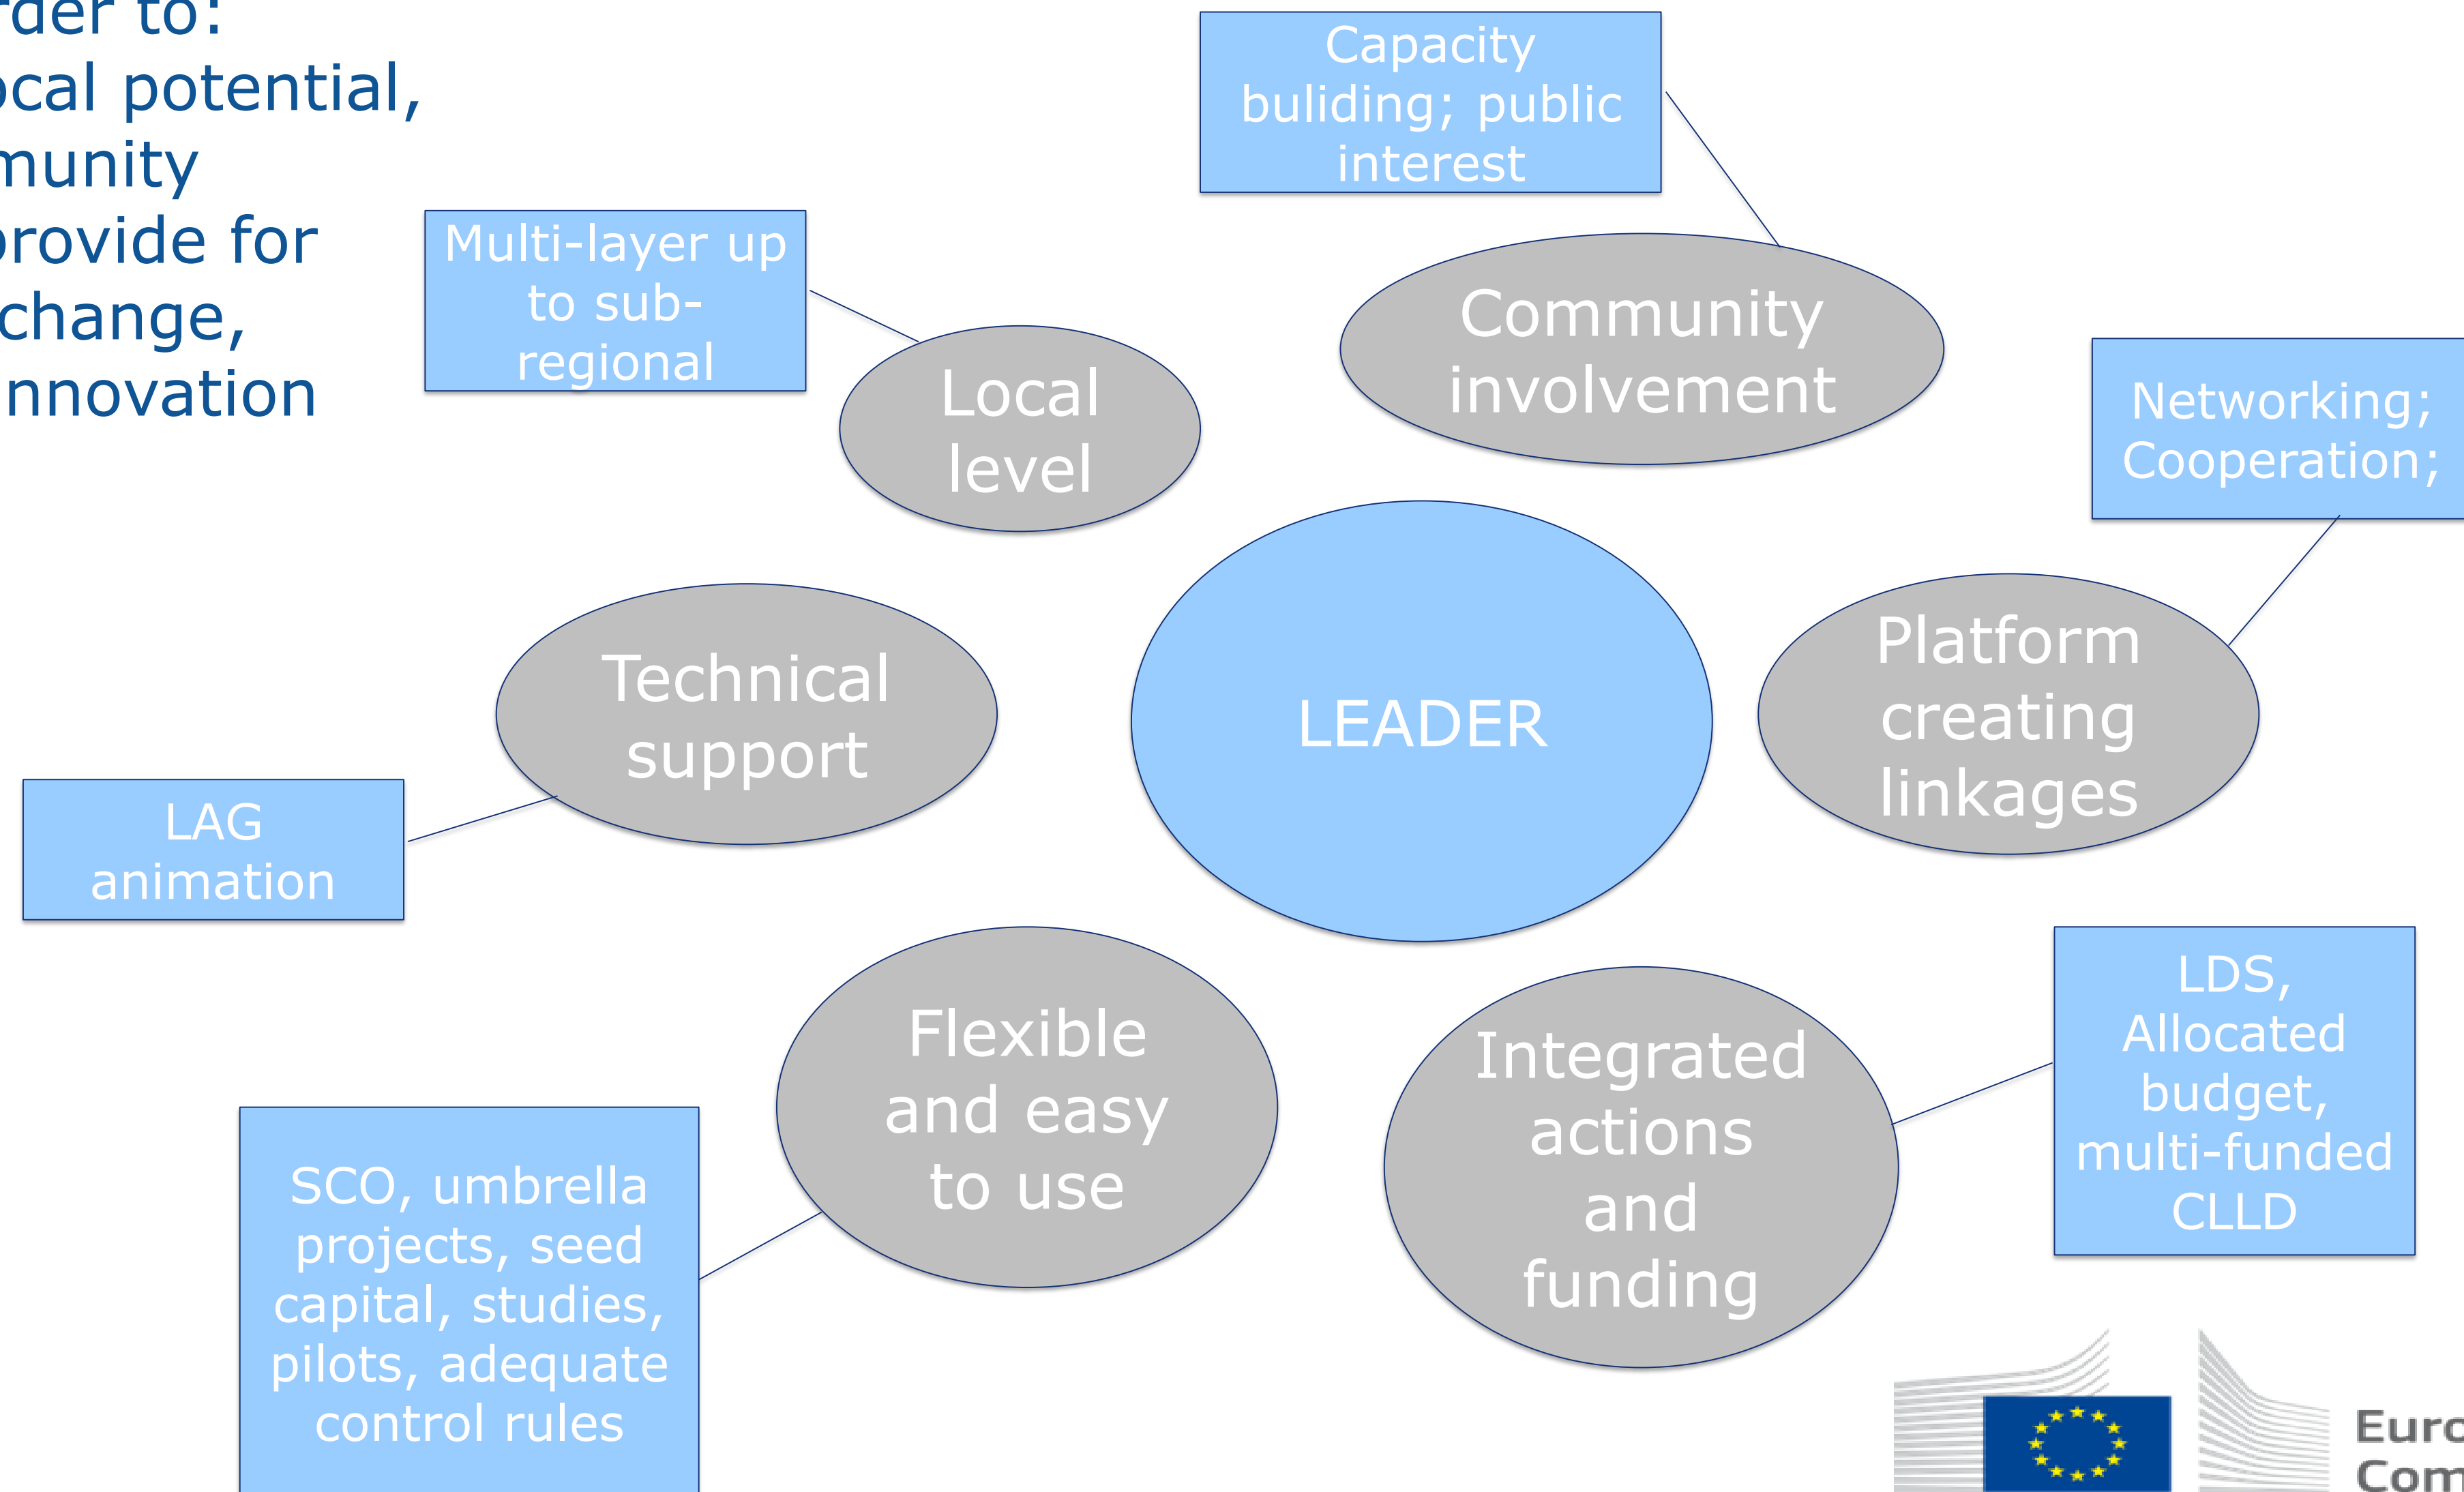 rder to:
ocal potential,
munity
provide for
change,
nnovation
Capacity
buliding; public
interest
Multi-layer up
to sub-
regional
Community
involvement
Local
level
Networking;
Cooperation;
Technical
support
LEADER
Platform
creating
linkages
LAG
animation
Flexible
and easy
to use
Integrated
actions
and
funding
LDS,
Allocated
budget,
multi-funded
CLLD
SCO, umbrella
projects, seed
capital, studies,
pilots, adequate
control rules
Euro
Com